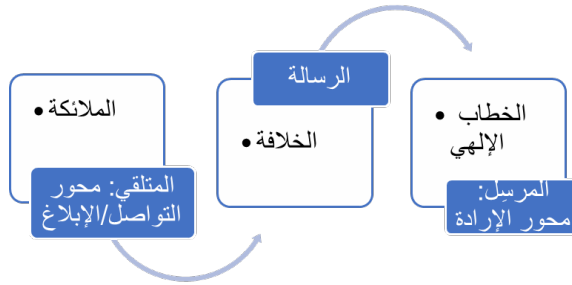 الرسالة
• الخطاب
الإلهي
المرسِل:
محور الإرادة
• الخلافة
• الملائكة
المتلقي: محور
التواصل/الإبلاغ